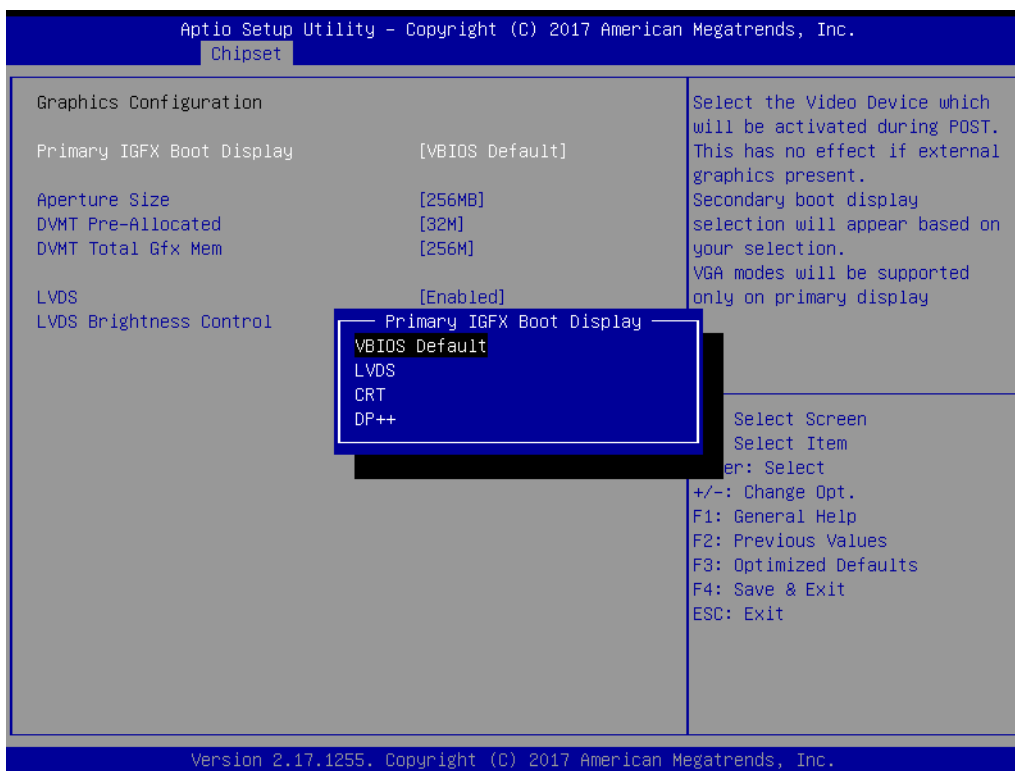 Aptio Setup Utility – Copyright (C) 2017 American Megatrends, Inc.
Chipset
Graphics Configuration
Primary IGFX Boot Display [VBIOS Default]
Aperture Size [256MB]
DVMT Pre-Allocated [32M]
DVMT Total Gfx Mem [256M]
LVDS [Enabled]
LVDS Brightness Control
Primary IGFX Boot Display
VBIOS Default
LVDS
CRT
DP++
Select the Video Device which
will be activated during POST.
This has no effect if external
graphics present.
Secondary boot display
selection will appear based on
your selection.
VGA modes will be supported
only on primary display
Select Screen
Select Item
er: Select
+/-: Change Opt.
F1: General Help
F2: Previous Values
F3: Optimized Defaults
F4: Save & Exit
ESC: Exit
Version 2.17.1255. Copyright (C) 2017 American Megatrends, Inc.